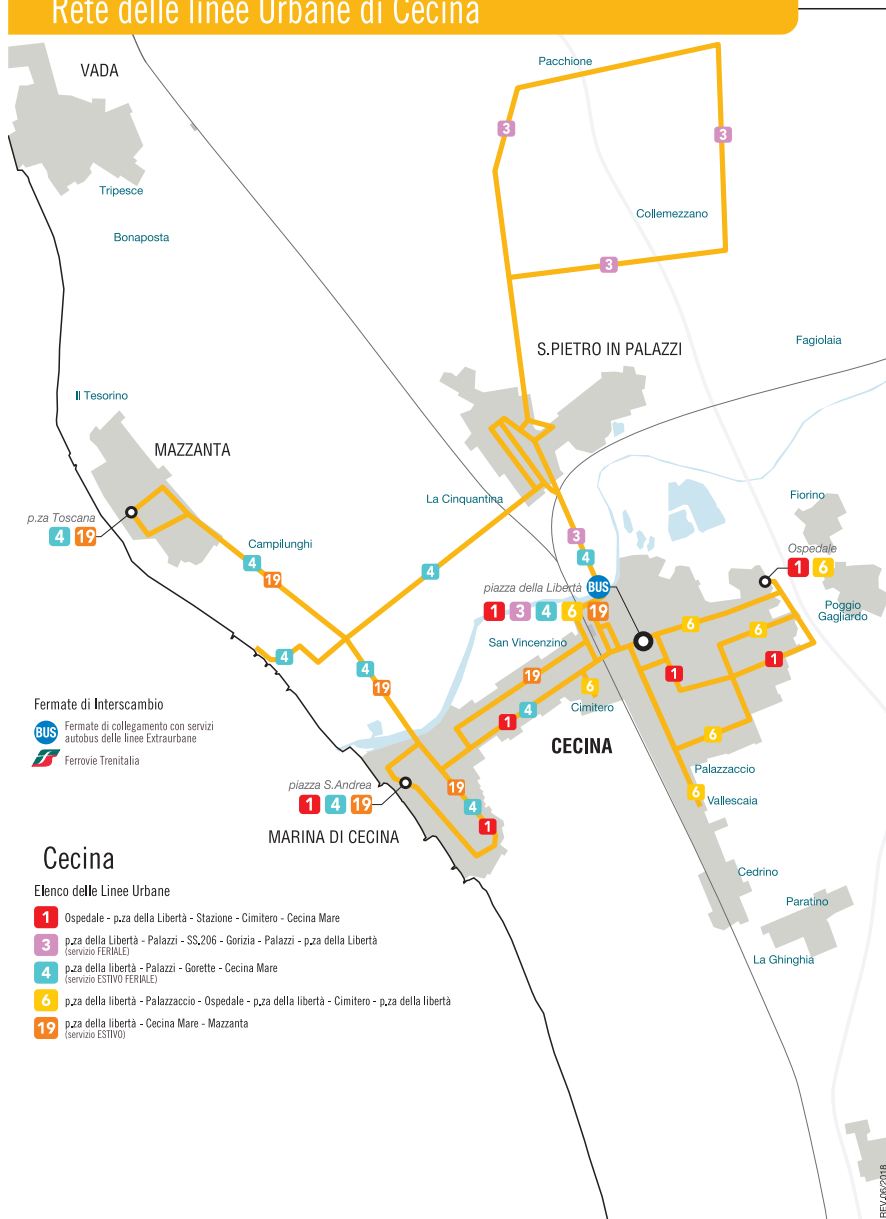 Rete delle linee Urbane di Cecina
VADA
Pacchione
3
3
Tripesce
Collemezzano
Bonaposta
3
S.PIETRO IN PALAZZI
Fagiolaia
Il Tesorino
MAZZANTA
La Cinquantina
Fiorino
p.za Toscana
4 19
Campilunghi
3
4
Ospedale
1 6
4
19
4
piazza della Libertà BUS
1 3 4 6 19
Poggio
Gagliardo
6
6
San Vincenzino
4
4
19
19
1
1
6
Cimitero
1 4
CECINA
6
Fermate di Interscambio
BUS Fermate di collegamento con servizi
autobus delle linee Extraurbane
Ferrovie Trenitalia
Palazzaccio
piazza S.Andrea
1 4 19
19
4
1
6
Vallescaia
MARINA DI CECINA
Cecina
Cedrino
Elenco delle Linee Urbane
Paratino
1 Ospedale - p.za della Libertà - Stazione - Cimitero - Cecina Mare
3 p.za della Libertà - Palazzi - SS.206 - Gorizia - Palazzi - p.za della Libertà
(servizio FERIALE)
La Ghinghia
4 p.za della libertà - Palazzi - Gorette - Cecina Mare
(servizio ESTIVO FERIALE)
6 p.za della libertà - Palazzaccio - Ospedale - p.za della libertà - Cimitero - p.za della libertà
19 p.za della libertà - Cecina Mare - Mazzanta
(servizio ESTIVO)
REV.06/2018